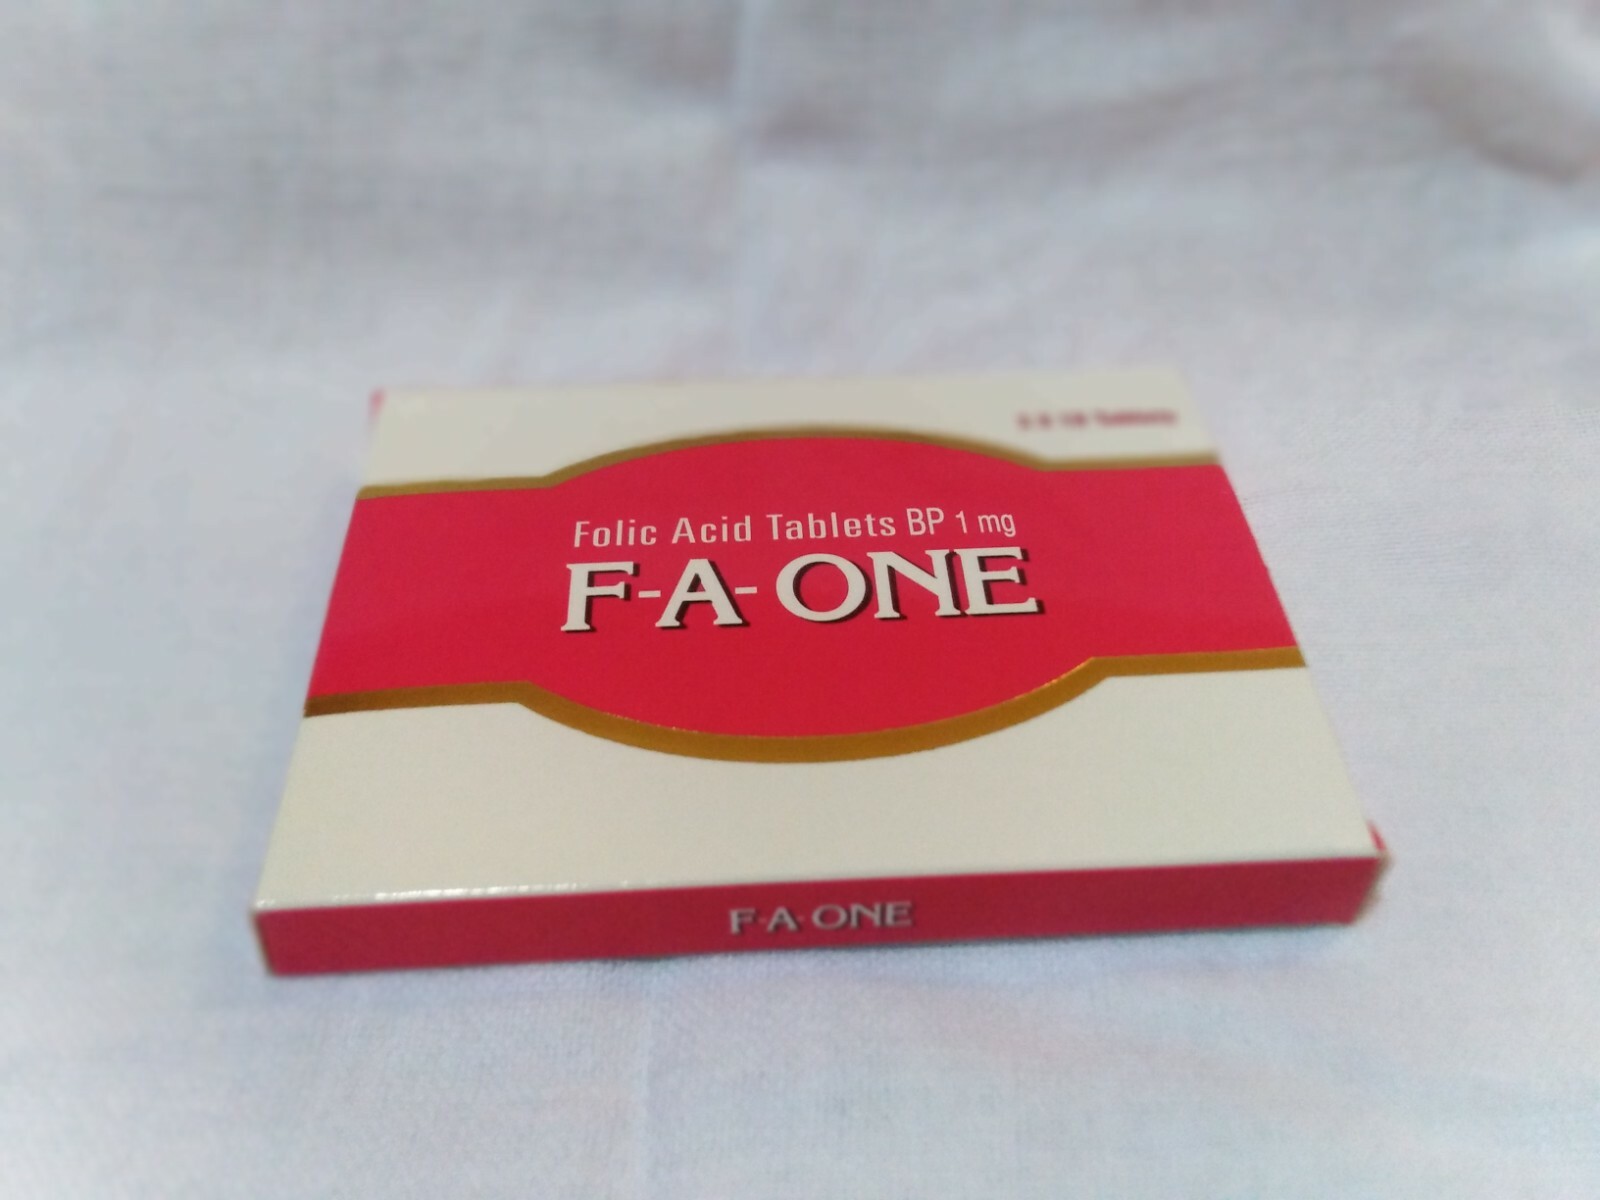 Folic Acid Tablets BP 1 mg
F-A-ONE
F-A-ONE